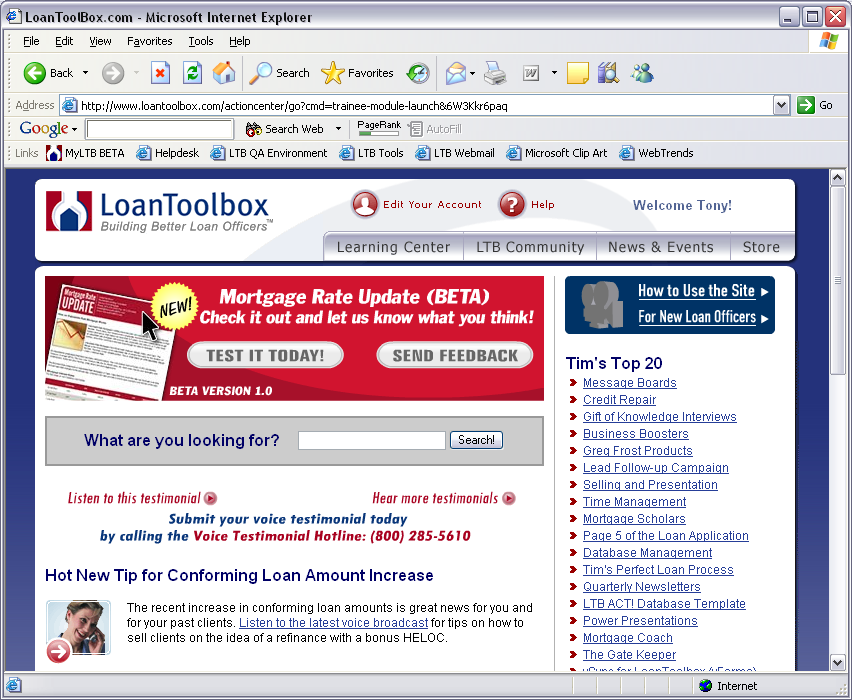 LoanToolBox.com - Microsoft Internet Explorer
File Edit View Favorites Tools Help
Back Search Favorites
Address http://www.loantoolbox.com/actioncenter/go?cmd=trainee-module-launch&6W3Kkr6paq Go
Google Search Web PageRank AutoFill
Links MyLTB BETA Helpdesk LTB QA Environment LTB Tools LTB Webmail Microsoft Clip Art WebTrends
LoanToolbox™
Building Better Loan Officers
Edit Your Account Help Welcome Tony!
Learning Center LTB Community News & Events Store
Mortgage Rate
UPDATE
NEW!
Mortgage Rate Update (BETA)
Check it out and let us know what you think!
TEST IT TODAY! SEND FEEDBACK
BETA VERSION 1.0
What are you looking for? Search!
Listen to this testimonial Hear more testimonials
Submit your voice testimonial today
by calling the Voice Testimonial Hotline: (800) 285-5610
Hot New Tip for Conforming Loan Amount Increase
The recent increase in conforming loan amounts is great news for you and
for your past clients. Listen to the latest voice broadcast for tips on how to
sell clients on the idea of a refinance with a bonus HELOC.
How to Use the Site
For New Loan Officers
Tim's Top 20
Message Boards
Credit Repair
Gift of Knowledge Interviews
Business Boosters
Greg Frost Products
Lead Follow-up Campaign
Selling and Presentation
Time Management
Mortgage Scholars
Page 5 of the Loan Application
Database Management
Tim's Perfect Loan Process
Quarterly Newsletters
LTB ACT! Database Template
Power Presentations
Mortgage Coach
The Gate Keeper
for LoanToolbox
Internet